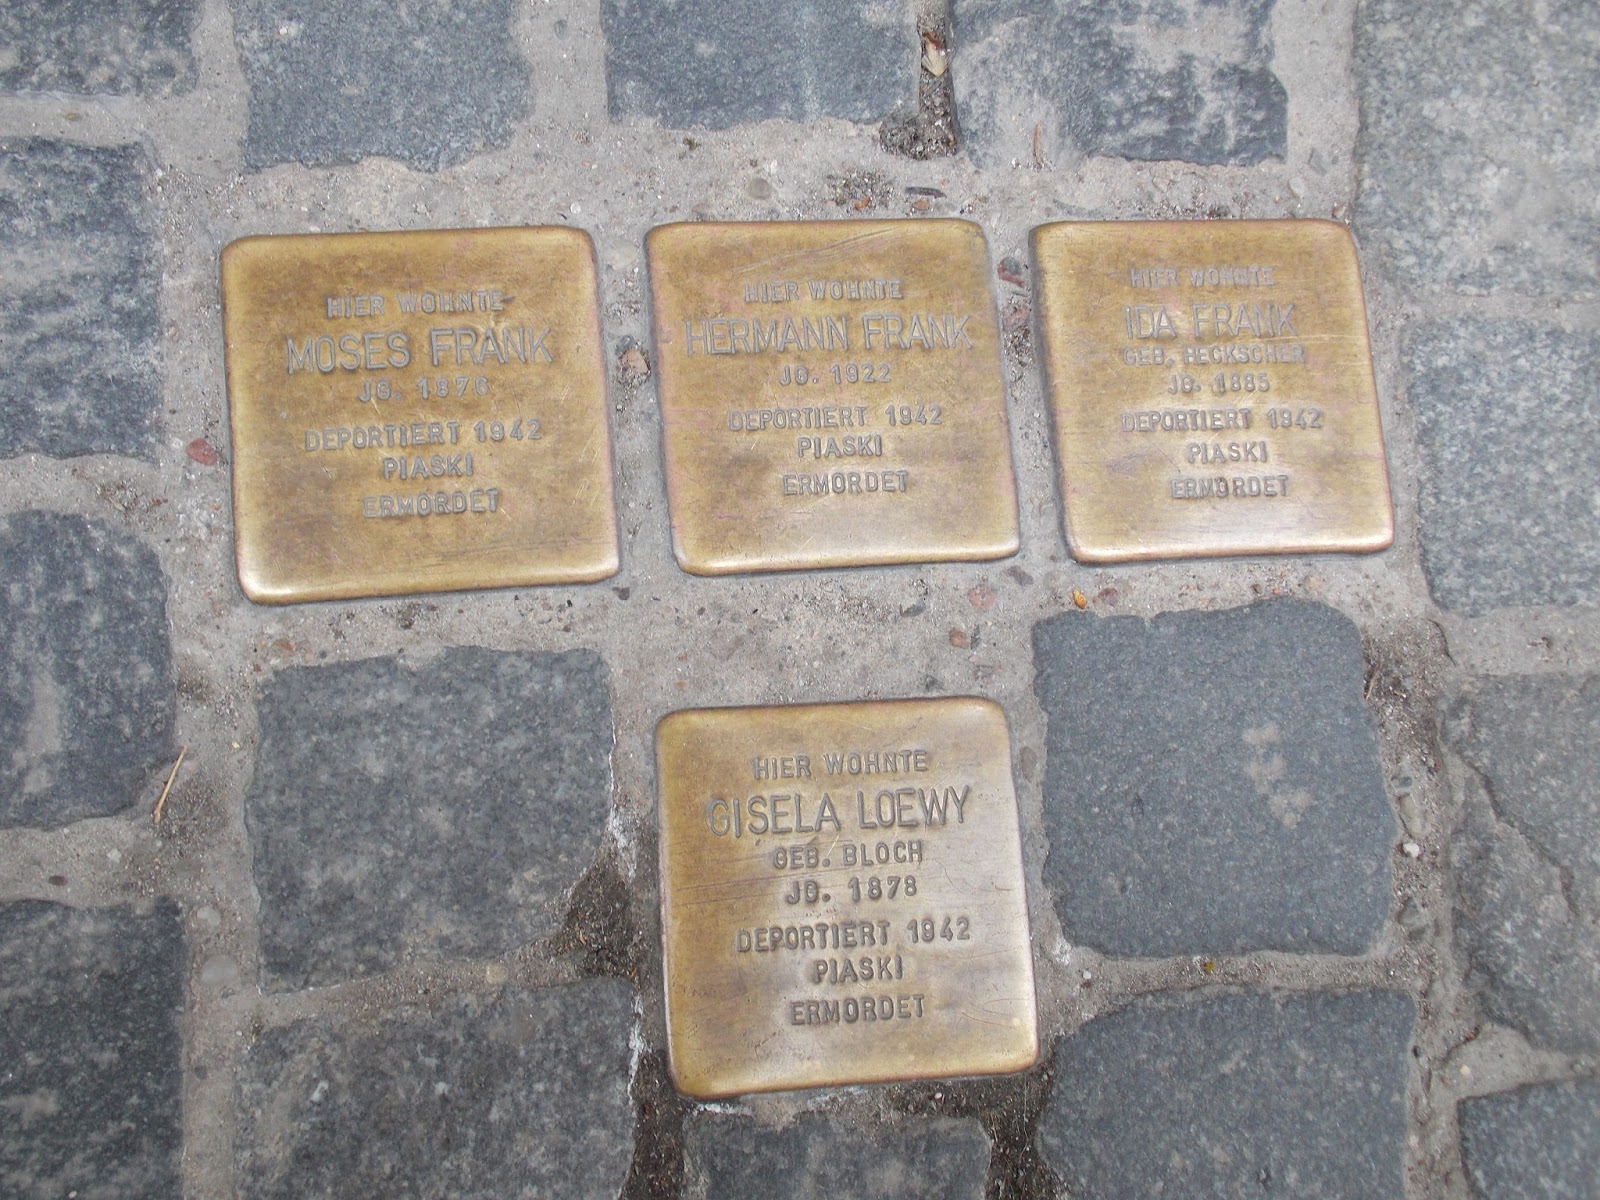 HIER WOHNTE
MOSES FRANK
JG. 1876
DEPORTIERT 1942
PIASKI
ERMORDET
HIER WOHNTE
HERMANN FRANK
JG. 1922
DEPORTIERT 1942
PIASKI
ERMORDET
HIER WOHNTE
IDA FRANK
GEB. HECKSCHER
JG. 1885
DEPORTIERT 1942
PIASKI
ERMORDET
HIER WOHNTE
GISELA LOEWY
GEB. BLOCH
JG. 1878
DEPORTIERT 1942
PIASKI
ERMORDET